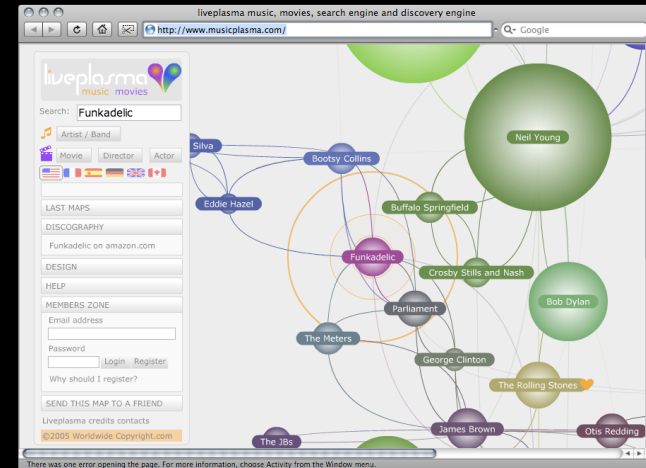 liveplasma music, movies, search engine and discovery engine
http://www.musicplasma.com/
Google
liveplasma
music movies
Search: Funkadelic
Artist / Band
Movie Director Actor
LAST MAPS
DISCOGRAPHY
Funkadelic on amazon.com
DESIGN
HELP
MEMBERS ZONE
Email address
Password
Login Register
Why should I register?
SEND THIS MAP TO A FRIEND
Liveplasma credits contacts
©2005 Worldwide Copyright.com
Neil Young
Silva
Bootsy Collins
Eddie Hazel
Buffalo Springfield
Funkadelic
Crosby Stills and Nash
Bob Dylan
Parliament
The Meters
George Clinton
The Rolling Stones
James Brown
Otis Redding
The JBs
There was one error opening the page. For more information, choose Activity from the Window menu.